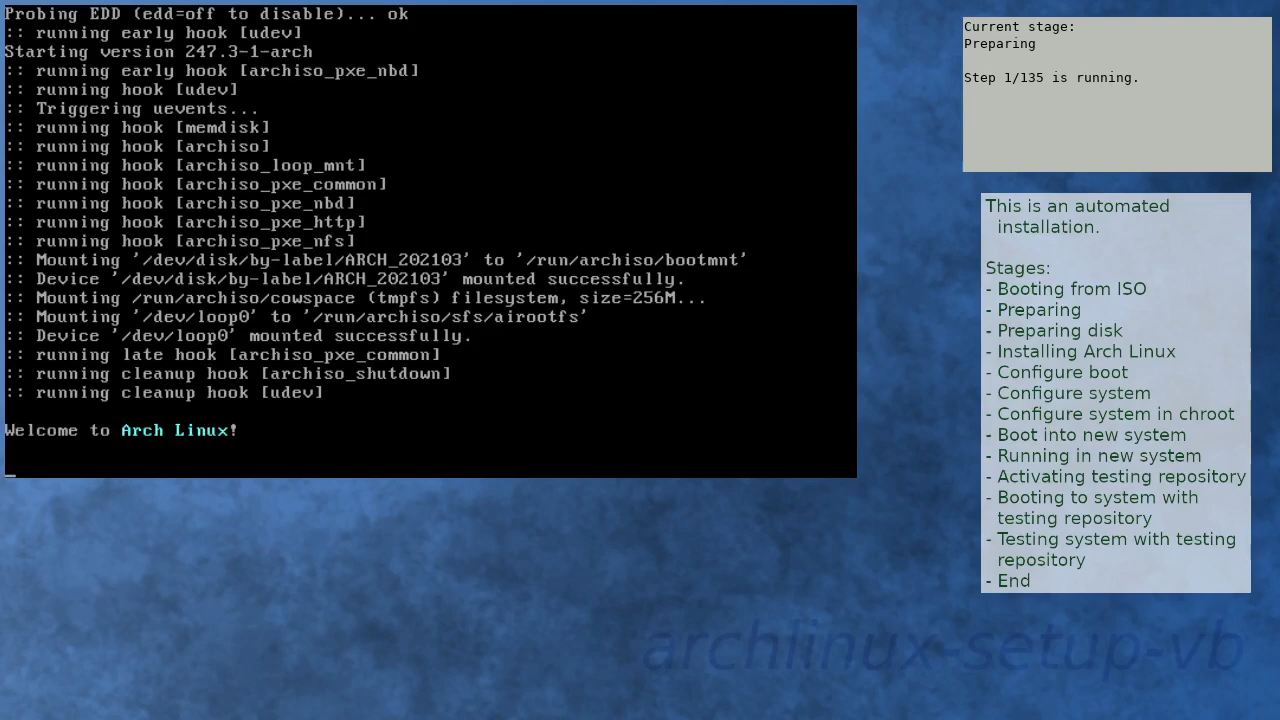 Probing EDD (edd=off to disable)... ok
:: running early hook [udev]
Starting version 247.3-1-arch
:: running early hook [archiso_pxe_nbd]
:: running hook [udev]
:: Triggering uevents...
:: running hook [memdisk]
:: running hook [archiso]
:: running hook [archiso_loop_mnt]
:: running hook [archiso_pxe_common]
:: running hook [archiso_pxe_nbd]
:: running hook [archiso_pxe_http]
:: running hook [archiso_pxe_nfs]
:: Mounting '/dev/disk/by-label/ARCH_202103' to '/run/archiso/bootmnt'
:: Device '/dev/disk/by-label/ARCH_202103' mounted successfully.
:: Mounting /run/archiso/cowspace (tmpfs) filesystem, size=256M...
:: Mounting '/dev/loop0' to '/run/archiso/sfs/airootfs'
:: Device '/dev/loop0' mounted successfully.
:: running late hook [archiso_pxe_common]
:: running cleanup hook [archiso_shutdown]
:: running cleanup hook [udev]
Welcome to Arch Linux!
_
Current stage:
Preparing
Step 1/135 is running.
This is an automated
installation.
Stages:
- Booting from ISO
- Preparing
- Preparing disk
- Installing Arch Linux
- Configure boot
- Configure system
- Configure system in chroot
- Boot into new system
- Running in new system
- Activating testing repository
- Booting to system with
testing repository
- Testing system with testing
repository
- End
archlinux-setup-vb